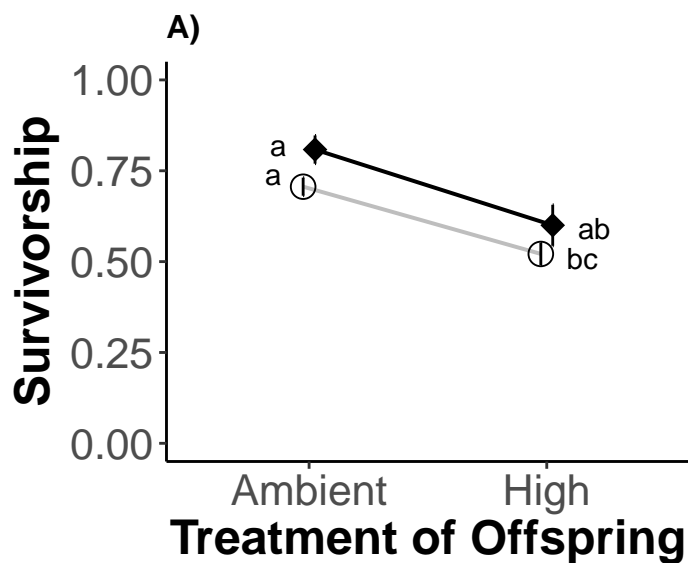 A)
Survivorship
1.00
0.75
0.50
0.25
0.00
a
a
ab
bc
Ambient
High
Treatment of Offspring